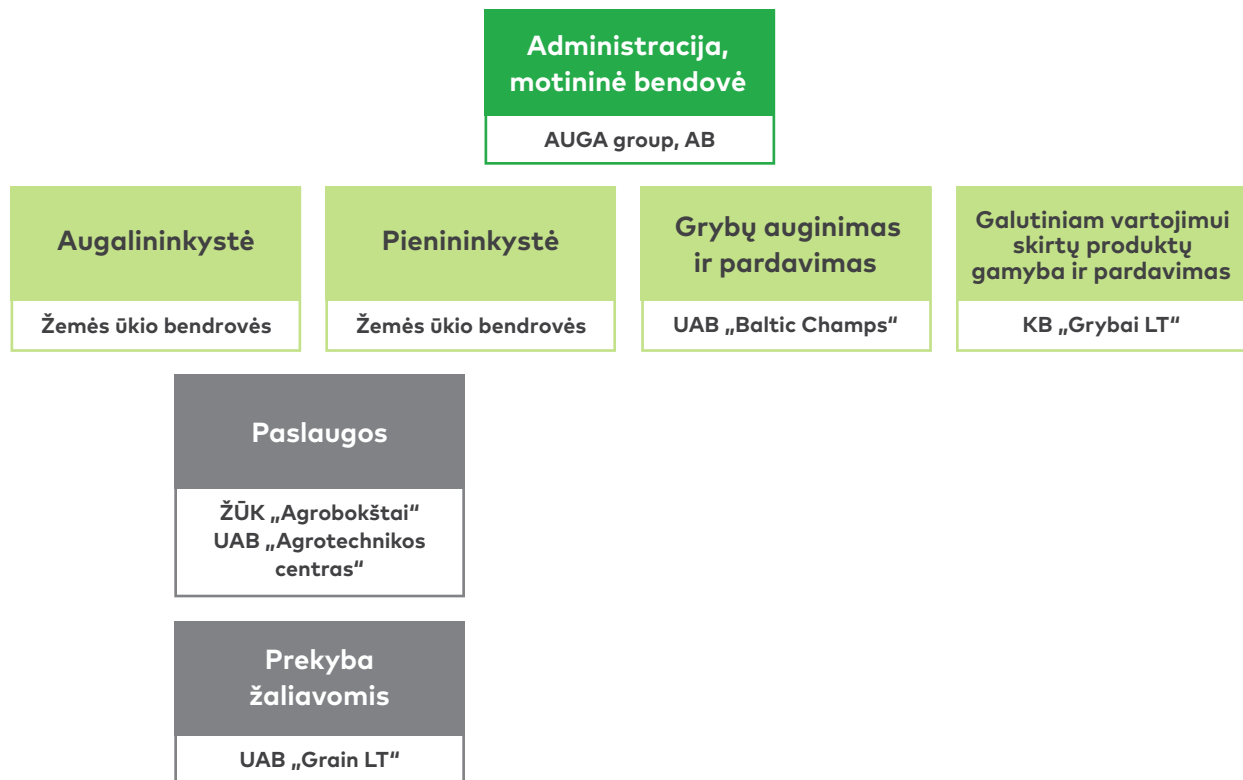 Administracija,
motininė bendovė
AUGA group, AB
Augalininkystė
Žemės ūkio bendrovės
Pienininkystė
Žemės ūkio bendrovės
Grybų auginimas
ir pardavimas
UAB „Baltic Champs“
Galutiniam vartojimui
skirtų produktų
gamyba ir pardavimas
KB „Grybai LT“
Paslaugos
ŽŪK „Agrobokštai“
UAB „Agrotechnikos
centras“
Prekyba
žaliavomis
UAB „Grain LT“